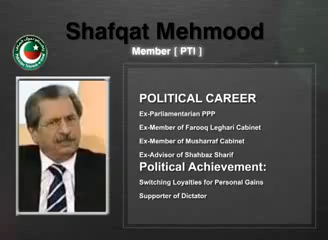 Shafqat Mehmood
Member [ PTI ]
POLITICAL CAREER
Ex-Parliamentarian PPP
Ex-Member of Farooq Leghari Cabinet
Ex-Member of Musharraf Cabinet
Ex-Advisor of Shahbaz Sharif
Political Achievement:
Switching Loyalties for Personal Gains
Supporter of Dictator